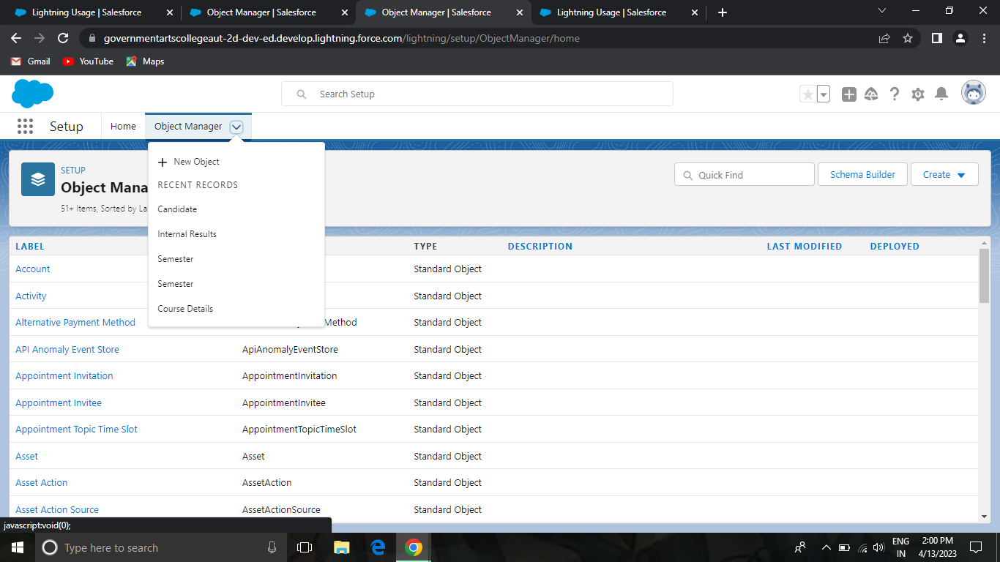 Lightning Usage | Salesforce
Object Manager | Salesforce
Object Manager | Salesforce
Lightning Usage | Salesforce
governmentartscollegeaut-2d-dev-ed.develop.lightning.force.com/lightning/setup/ObjectManager/home
Gmail YouTube Maps
Search Setup
Setup Home Object Manager
New Object
RECENT RECORDS
Candidate
Internal Results
Semester
Semester
Course Details
SETUP
Object Mana
51+ Items, Sorted by La
Quick Find Schema Builder Create
LABEL TYPE DESCRIPTION LAST MODIFIED DEPLOYED
Account Standard Object
Activity Standard Object
Alternative Payment Method Method Standard Object
API Anomaly Event Store ApiAnomalyEventStore Standard Object
Appointment Invitation AppointmentInvitation Standard Object
Appointment Invitee AppointmentInvitee Standard Object
Appointment Topic Time Slot AppointmentTopicTimeSlot Standard Object
Asset Asset Standard Object
Asset Action AssetAction Standard Object
Asset Action Source AssetActionSource Standard Object
javascript:void(0);
Type here to search
ENG
IN
2:00 PM
4/13/2023